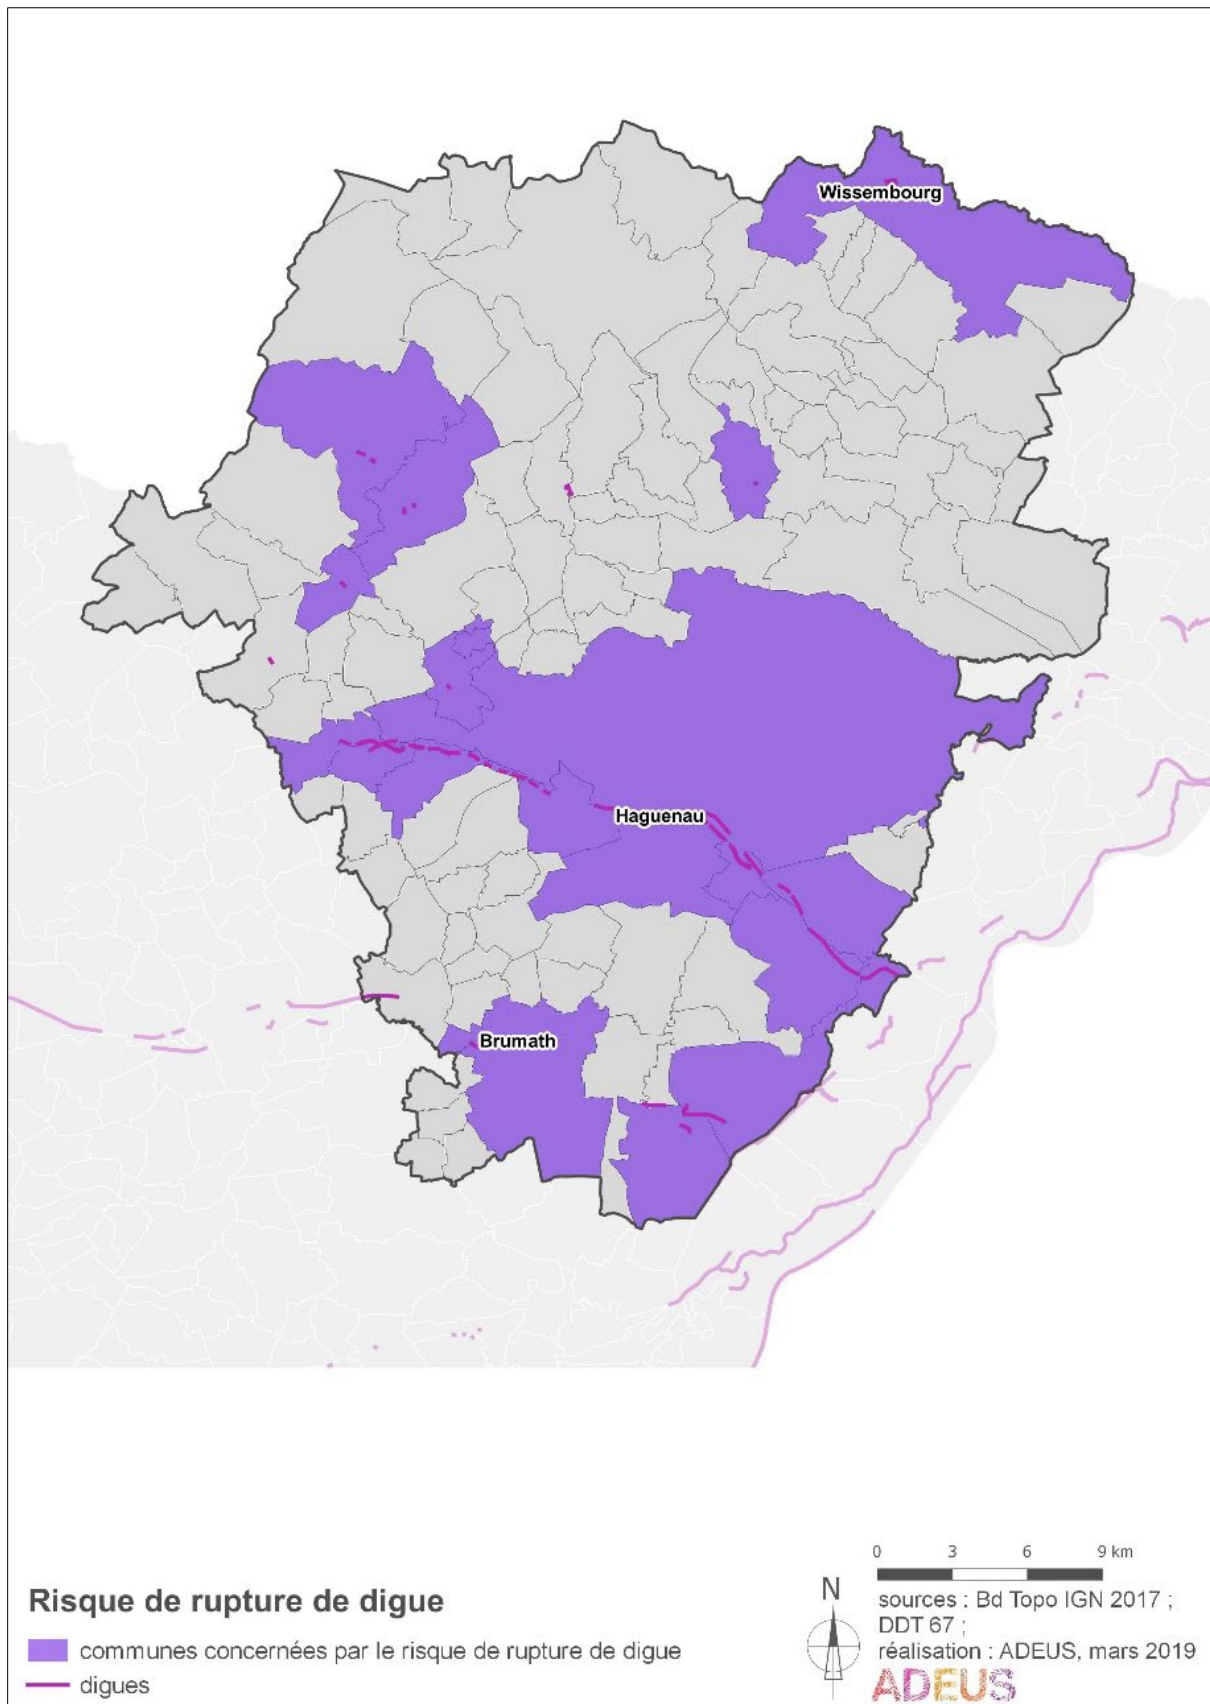 Wissembourg
Haguenau
Brumath
Risque de rupture de digue
communes concernées par le risque de rupture de digue
digues
N
0 3 6 9 km
sources : Bd Topo IGN 2017 ;
DDT 67 ;
réalisation : ADEUS, mars 2019
ADEUS